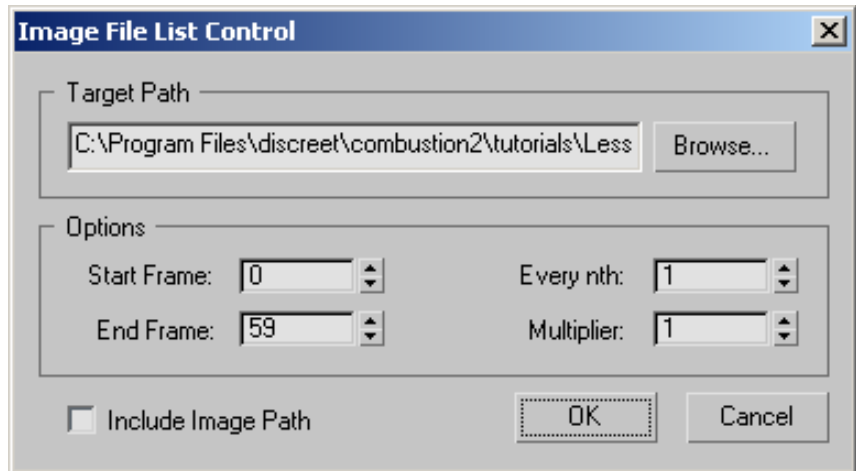 Image File List Control
Target Path
C:\Program Files\discreet\combustion2\tutorials\Less
Browse...
Options
Start Frame: 0 Every nth: 1
End Frame: 59 Multiplier: 1
Include Image Path OK Cancel